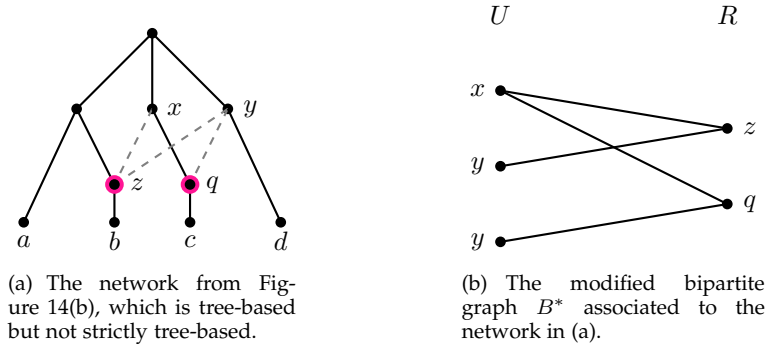 U R
x y
x
z
y
z q
q
y
a b c d
(a) The network from Fig-
ure 14(b), which is tree-based
but not strictly tree-based.
(b) The modified bipartite
graph B* associated to the
network in (a).